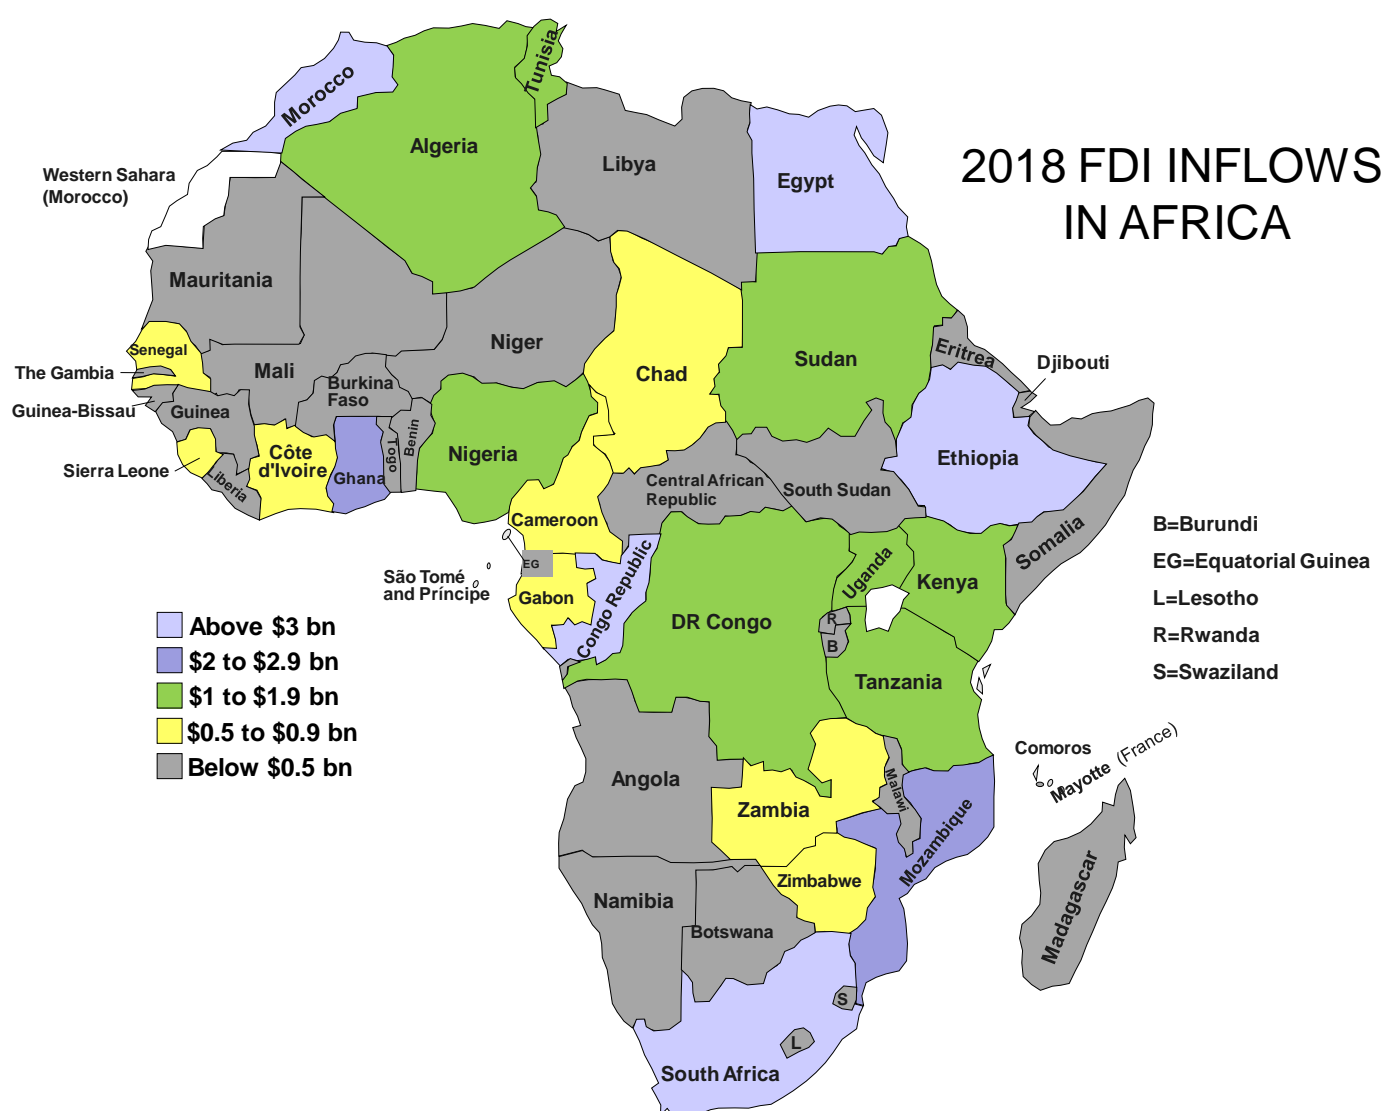 2018 FDI INFLOWS
IN AFRICA
Tunisia
Morocco
Algeria
Libya
Egypt
Western Sahara
(Morocco)
Mauritania
Niger
Mali
Chad
Sudan
Eritrea
Djibouti
Senegal
The Gambia
Guinea-Bissau
Guinea
Burkina
Faso
Sierra Leone
Liberia
Côte
d'Ivoire
Ghana
Togo
Benin
Nigeria
Cameroon
Central African
Republic
South Sudan
Ethiopia
Somalia
EG
São Tomé
and Príncipe
Gabon
Congo Republic
DR Congo
Uganda
Kenya
R
B
Tanzania
B=Burundi
EG=Equatorial Guinea
L=Lesotho
R=Rwanda
S=Swaziland
Above $3 bn
$2 to $2.9 bn
$1 to $1.9 bn
$0.5 to $0.9 bn
Below $0.5 bn
Angola
Zambia
Malawi
Mozambique
Comoros
Mayotte (France)
Zimbabwe
Namibia
Botswana
Madagascar
S
L
South Africa